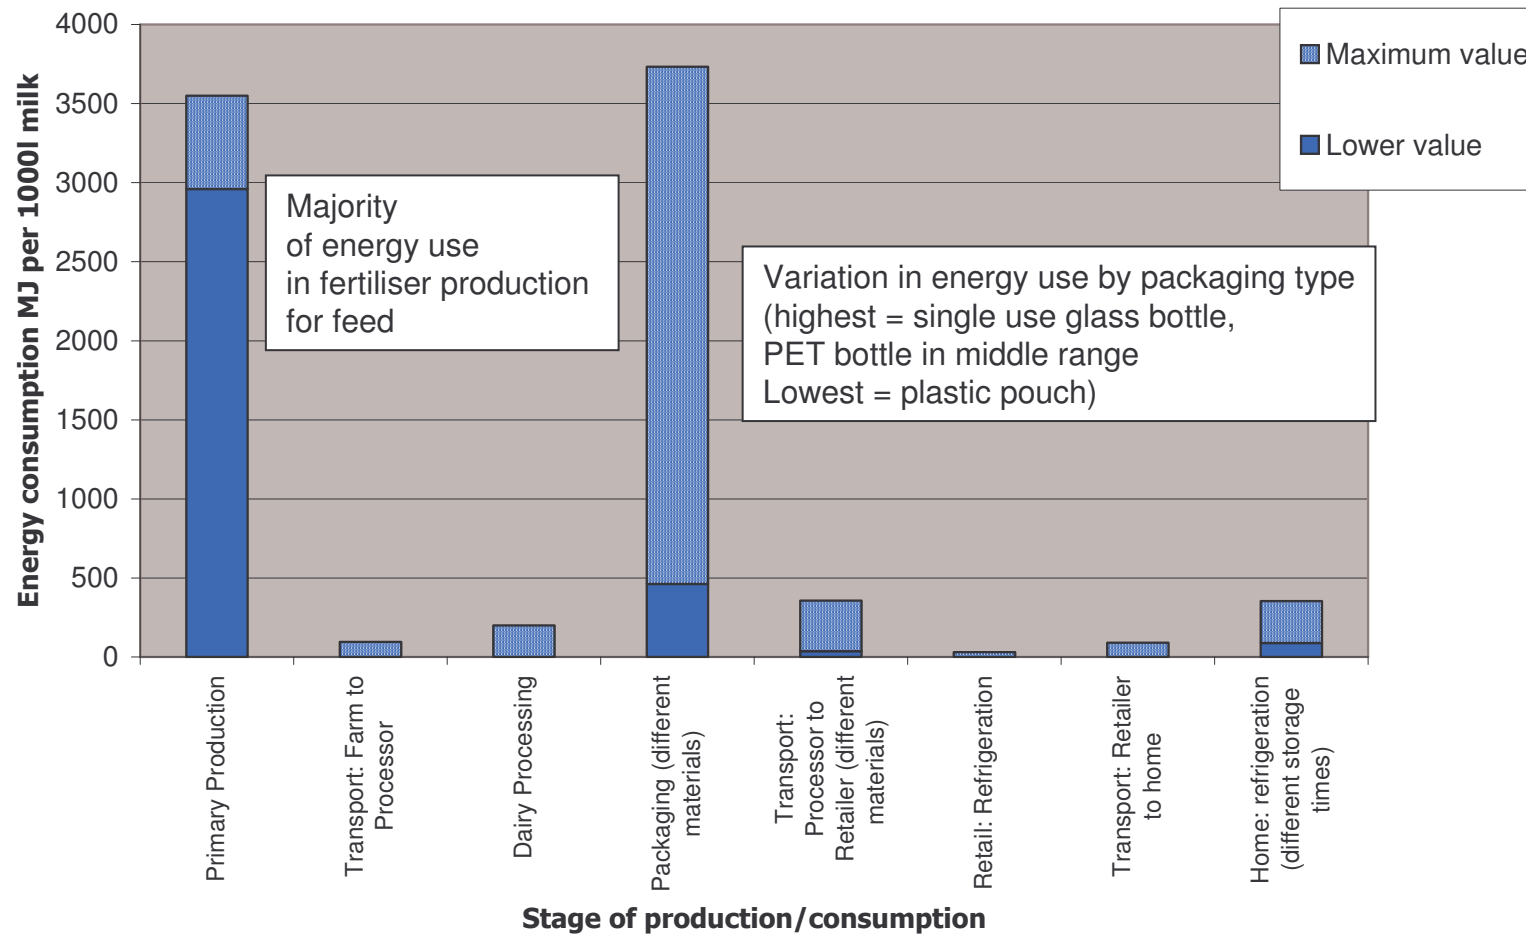 Energy consumption MJ per 1000l milk
4000
3500
3000
2500
2000
1500
1000
500
0
Maximum value
Lower value
Majority
of energy use
in fertiliser production
for feed
Variation in energy use by packaging type
(highest = single use glass bottle,
PET bottle in middle range
Lowest = plastic pouch)
Primary Production
Transport: Farm to
Processor
Dairy Processing
Packaging (different
materials)
Transport:
Processor to
Retailer (different
materials)
Retail: Refrigeration
Transport: Retailer
to home
Home: refrigeration
(different storage
times)
Stage of production/consumption